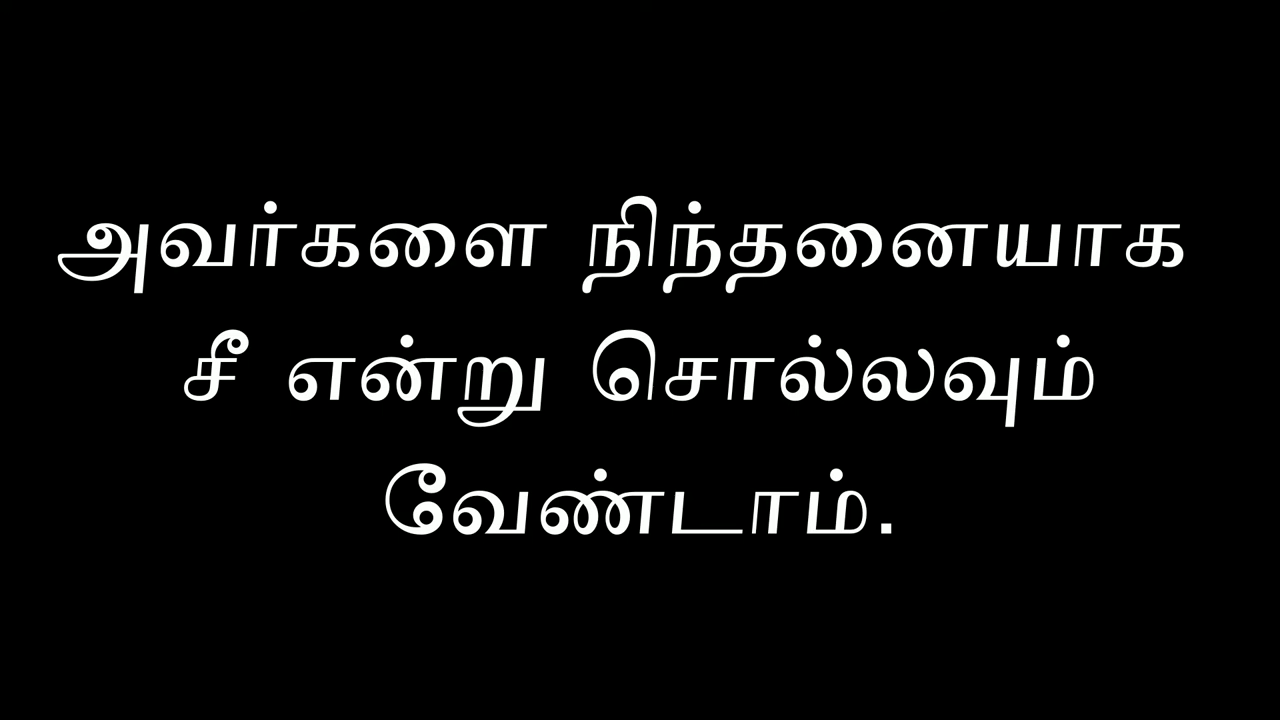 அவர்களை நிந்தனையாக
சீ என்று சொல்லவும்
வேண்டாம்.